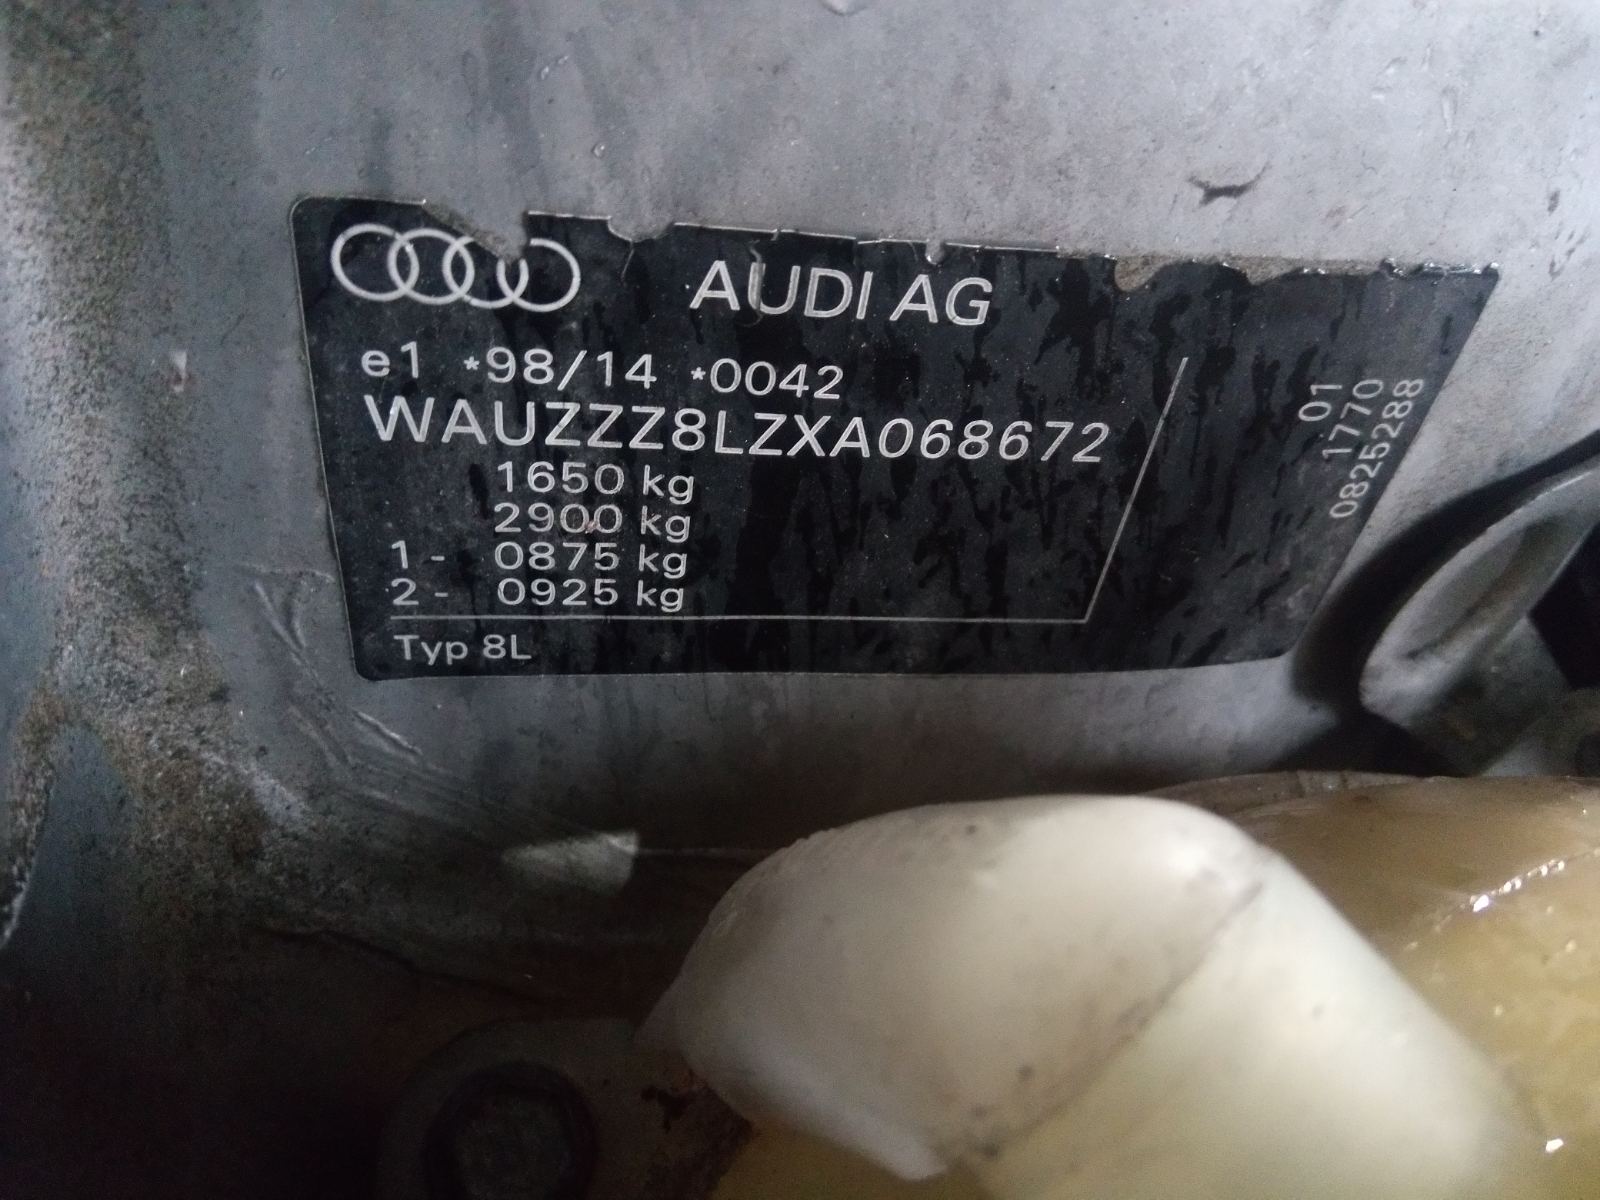 AUDI AG
e1 *98/14 *0042
WAUZZZ8LZXA068672
1650 kg
2900 kg
1 - 0875 kg
2 - 0925 kg
Typ 8L
01
1770
0825288